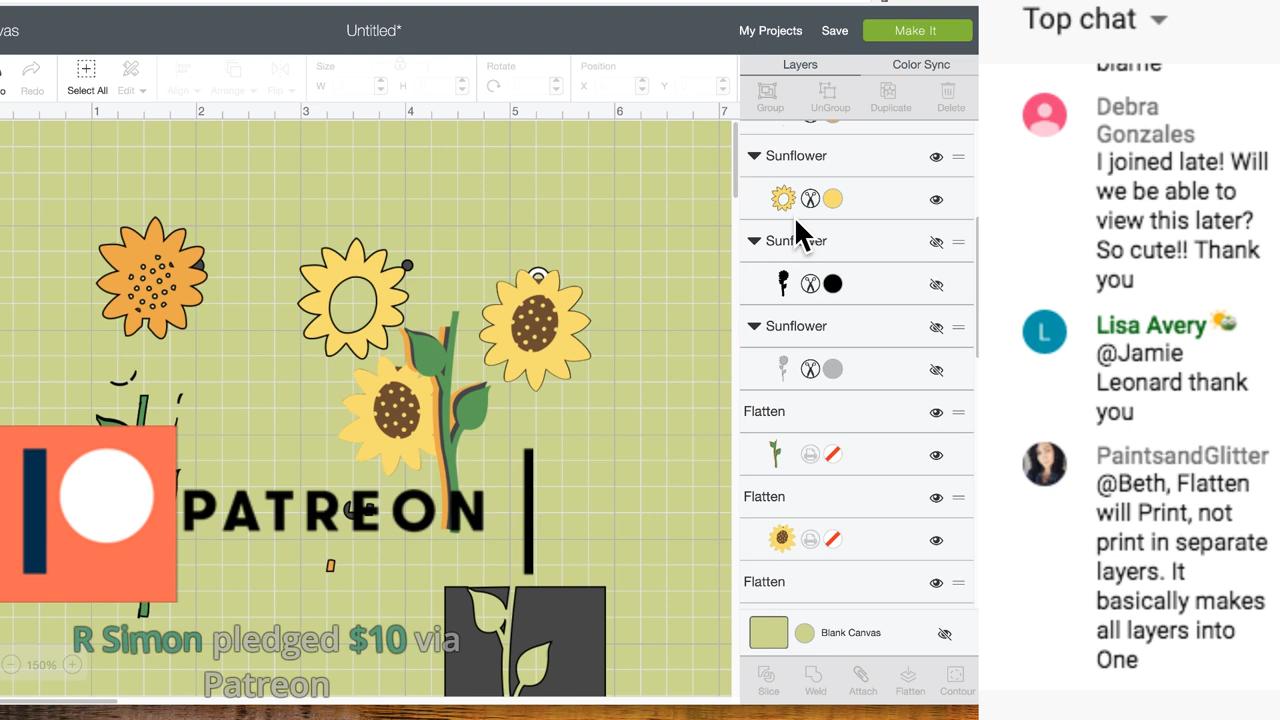 vas
Untitled*
My Projects
Save
Make It
Redo
Select All
Edit
Align
Arrange
Flip
Size
W
H
Rotate
Position
X
Y
Layers
Color Sync
Group
UnGroup
Duplicate
Delete
1
2
3
4
5
6
7
Sunflower
Sunflower
Sunflower
Flatten
Flatten
Flatten
Blank Canvas
Slice
Weld
Attach
Flatten
Contour
150%
PATREON
R Simon pledged $10 via
Patreon
Top chat
blame
Debra
Gonzales
I joined late! Will
we be able to
view this later?
So cute!! Thank
you
L
Lisa Avery
@Jamie
Leonard thank
you
PaintsandGlitter
@Beth, Flatten
will Print, not
print in separate
layers. It
basically makes
all layers into
One